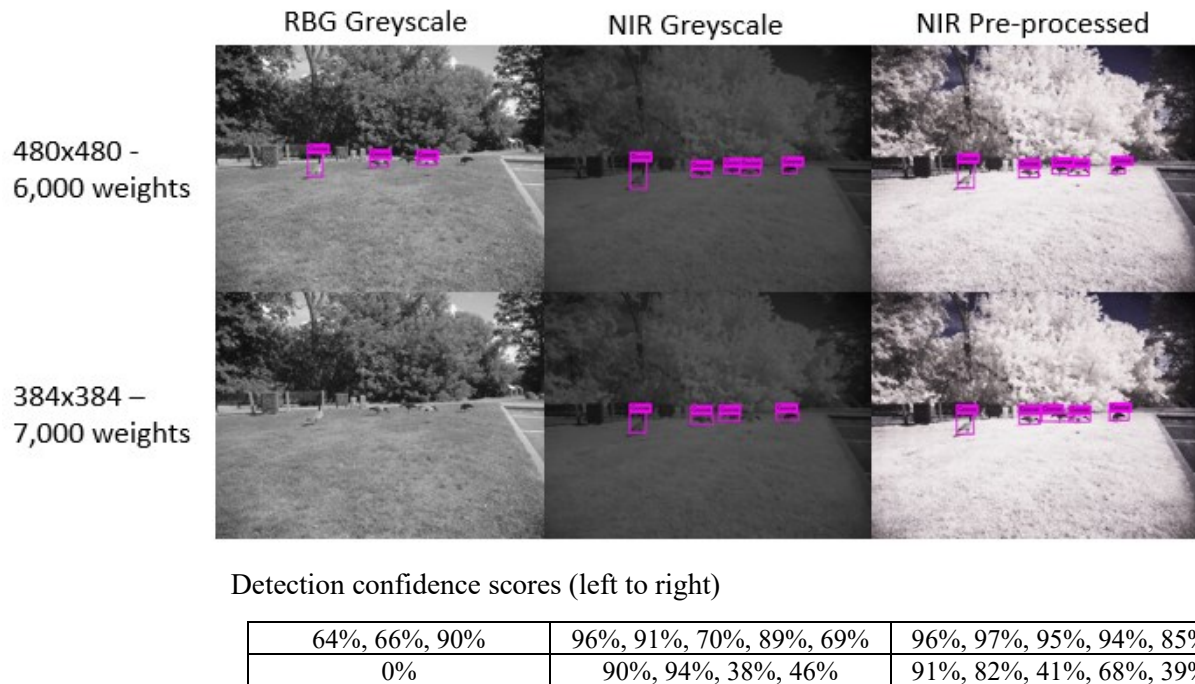 RBG Greyscale NIR Greyscale NIR Pre-processed
480x480 -
6,000 weights
384x384 –
7,000 weights
Detection confidence scores (left to right)
64%, 66%, 90% 96%, 91%, 70%, 89%, 69% 96%, 97%, 95%, 94%, 85%
0% 90%, 94%, 38%, 46% 91%, 82%, 41%, 68%, 39%